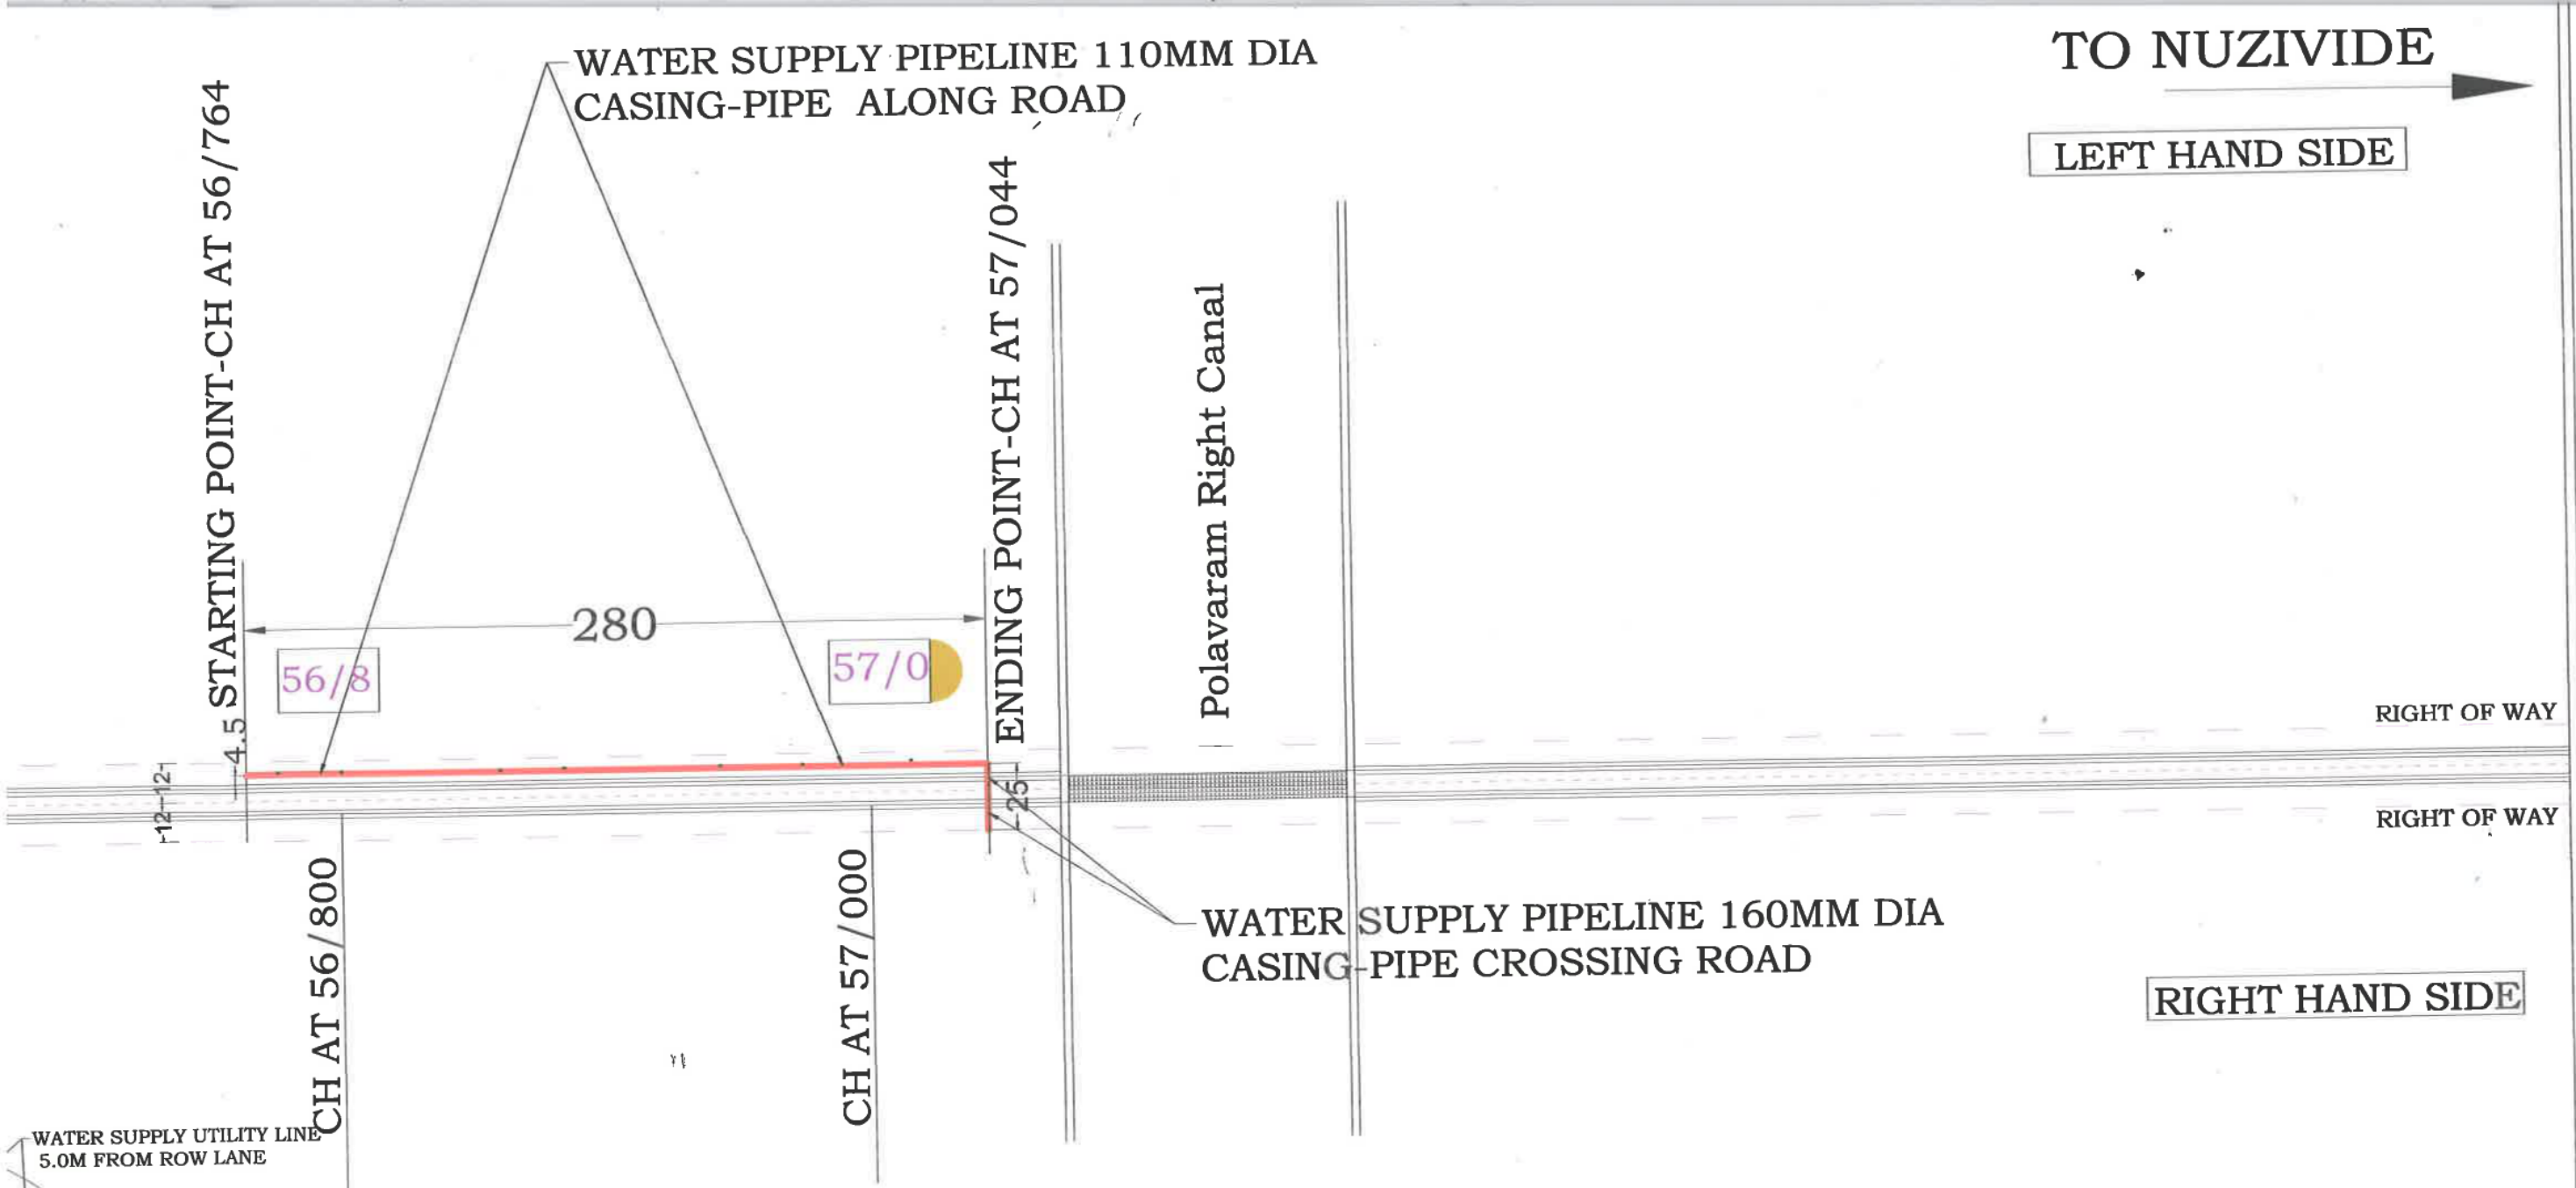 WATER SUPPLY PIPELINE 110MM DIA
CASING-PIPE ALONG ROAD
TO NUZIVIDE
LEFT HAND SIDE
STARTING POINT-CH AT 56/764
ENDING POINT-CH AT 57/044
Polavaram Right Canal
280
56/8
57/0
4.5
12
12
25
RIGHT OF WAY
RIGHT OF WAY
CH AT 56/800
CH AT 57/000
WATER SUPPLY PIPELINE 160MM DIA
CASING-PIPE CROSSING ROAD
RIGHT HAND SIDE
WATER SUPPLY UTILITY LINE
5.0M FROM ROW LANE